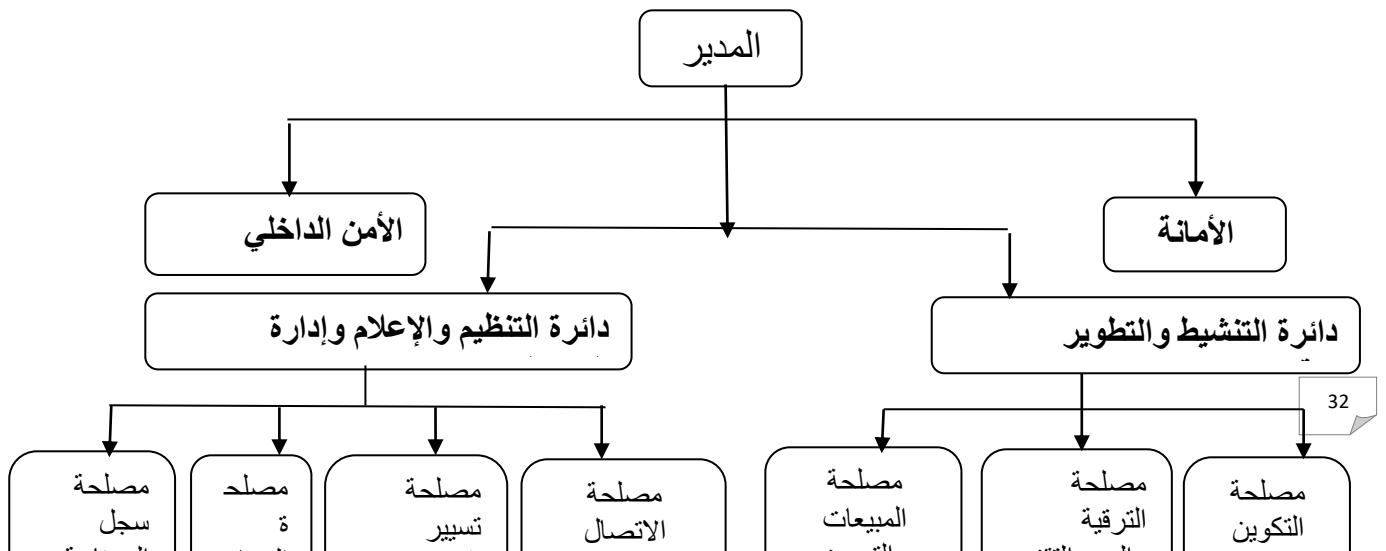 المدير
الأمانة
الأمن الداخلي
دائرة التنشيط والتطوير
دائرة التنظيم والإعلام وإدارة
32
مصلحة
التكوين
مصلحة
الترقية
مصلحة
المبيعات
مصلحة
الاتصال
مصلحة
تسيير
مصلحـ
ة
مصلحة
سجل